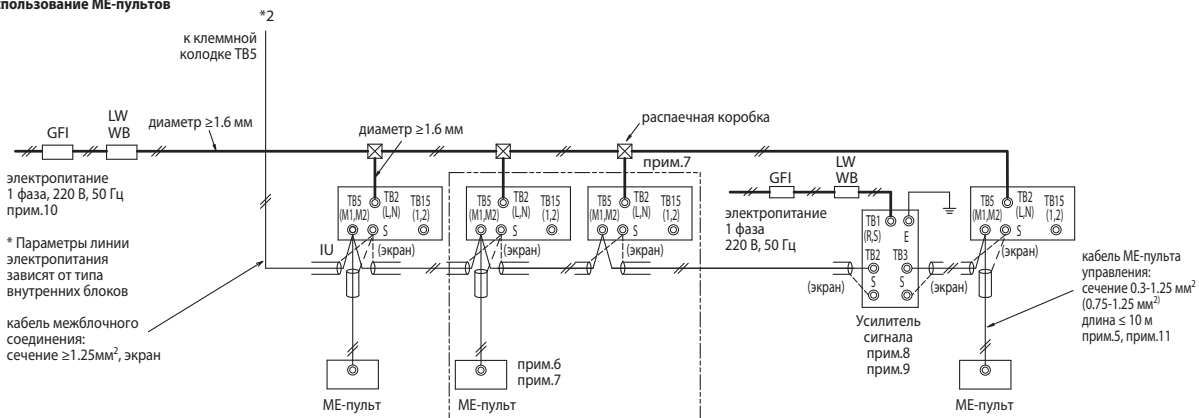 спользование МЕ-пультов
*2
к клеммной
колодке TB5
GFI
LW
WB
диаметр ≥1.6 мм
диаметр ≥1.6 мм
распаечная коробка
прим.7
электропитание
1 фаза, 220 В, 50 Гц
прим.10
* Параметры линии
электропитания
зависят от типа
внутренних блоков
кабель межблочного
соединения:
сечение ≥1.25мм², экран
TB5
(M1,M2)
TB2
(L,N)
TB15
(1,2)
S
IU
(экран)
TB5
(M1,M2)
TB2
(L,N)
TB15
(1,2)
S
(экран)
TB5
(M1,M2)
TB2
(L,N)
TB15
(1,2)
S
(экран)
GFI
LW
WB
электропитание
1 фаза
220 В, 50 Гц
TB1
(R,S)
E
TB2
TB3
S
S
(экран)
(экран)
Усилитель
сигнала
прим.8
прим.9
TB5
(M1,M2)
TB2
(L,N)
TB15
(1,2)
S
(экран)
кабель МЕ-пульта
управления:
сечение 0.3-1.25 мм²
(0.75-1.25 мм²⁾
длина ≤ 10 м
прим.5, прим.11
МЕ-пульт
прим.6
прим.7
МЕ-пульт
МЕ-пульт